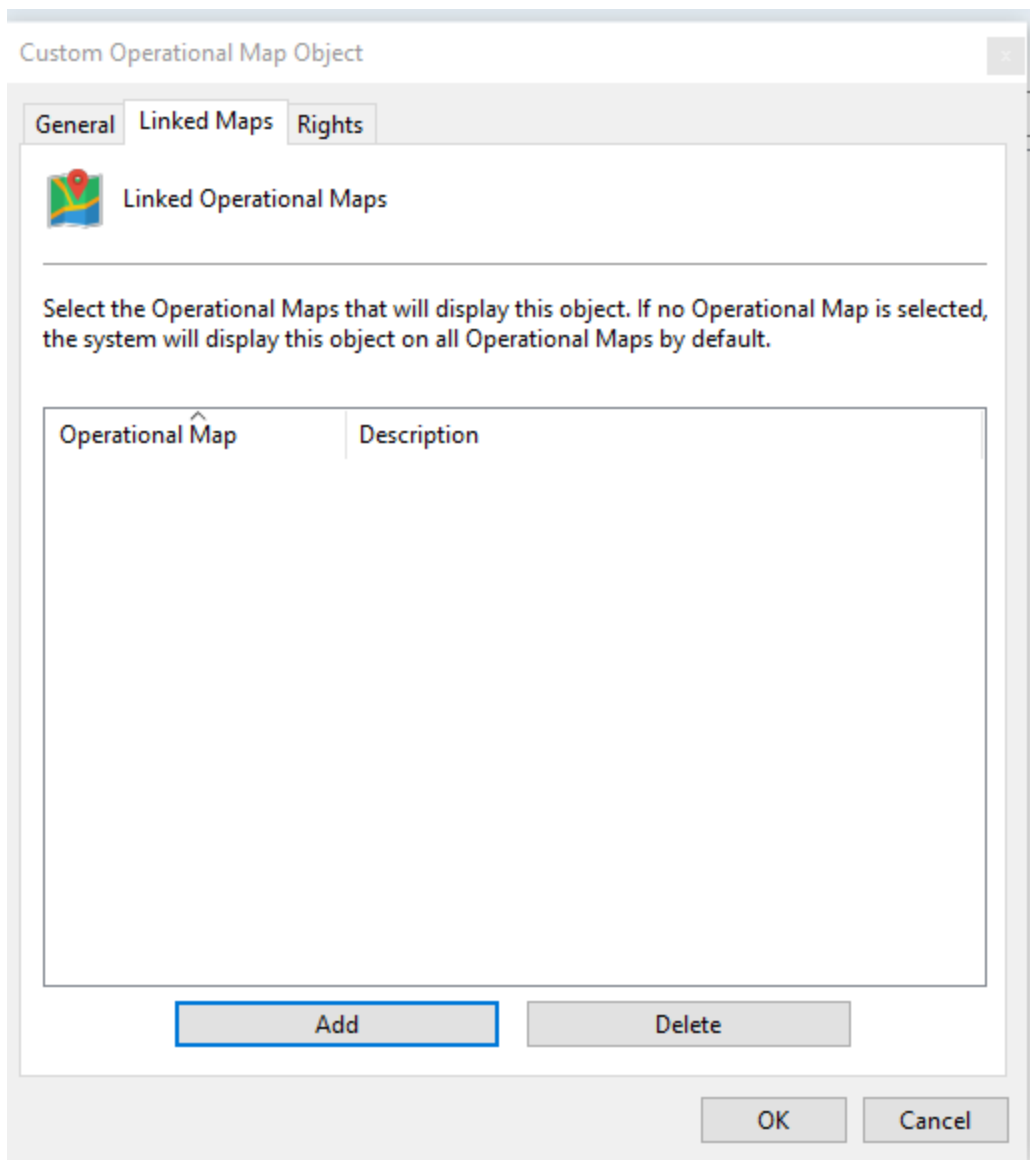 Custom Operational Map Object
x
General Linked Maps Rights
Linked Operational Maps
Select the Operational Maps that will display this object. If no Operational Map is selected,
the system will display this object on all Operational Maps by default.
Operational Map Description
Add Delete
OK Cancel